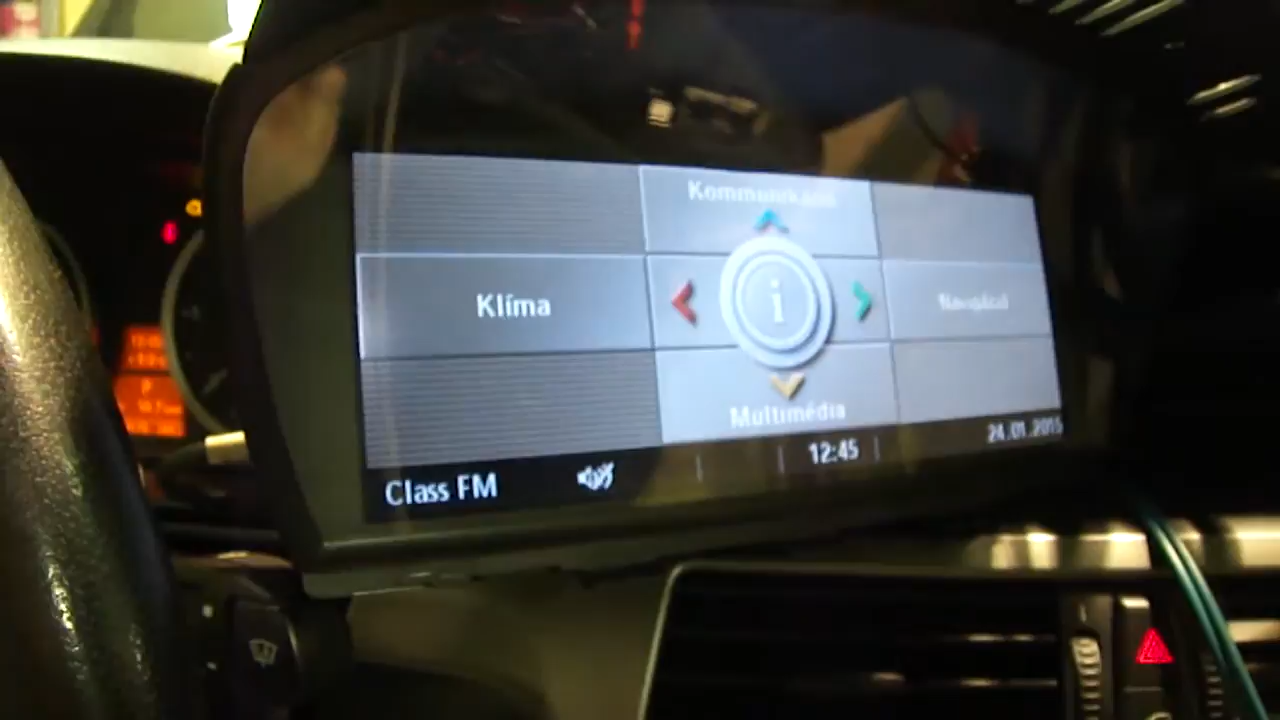 Kommunikáció
Klíma
i
Navigáció
Multimédia
Class FM
12:45
24.01.2015